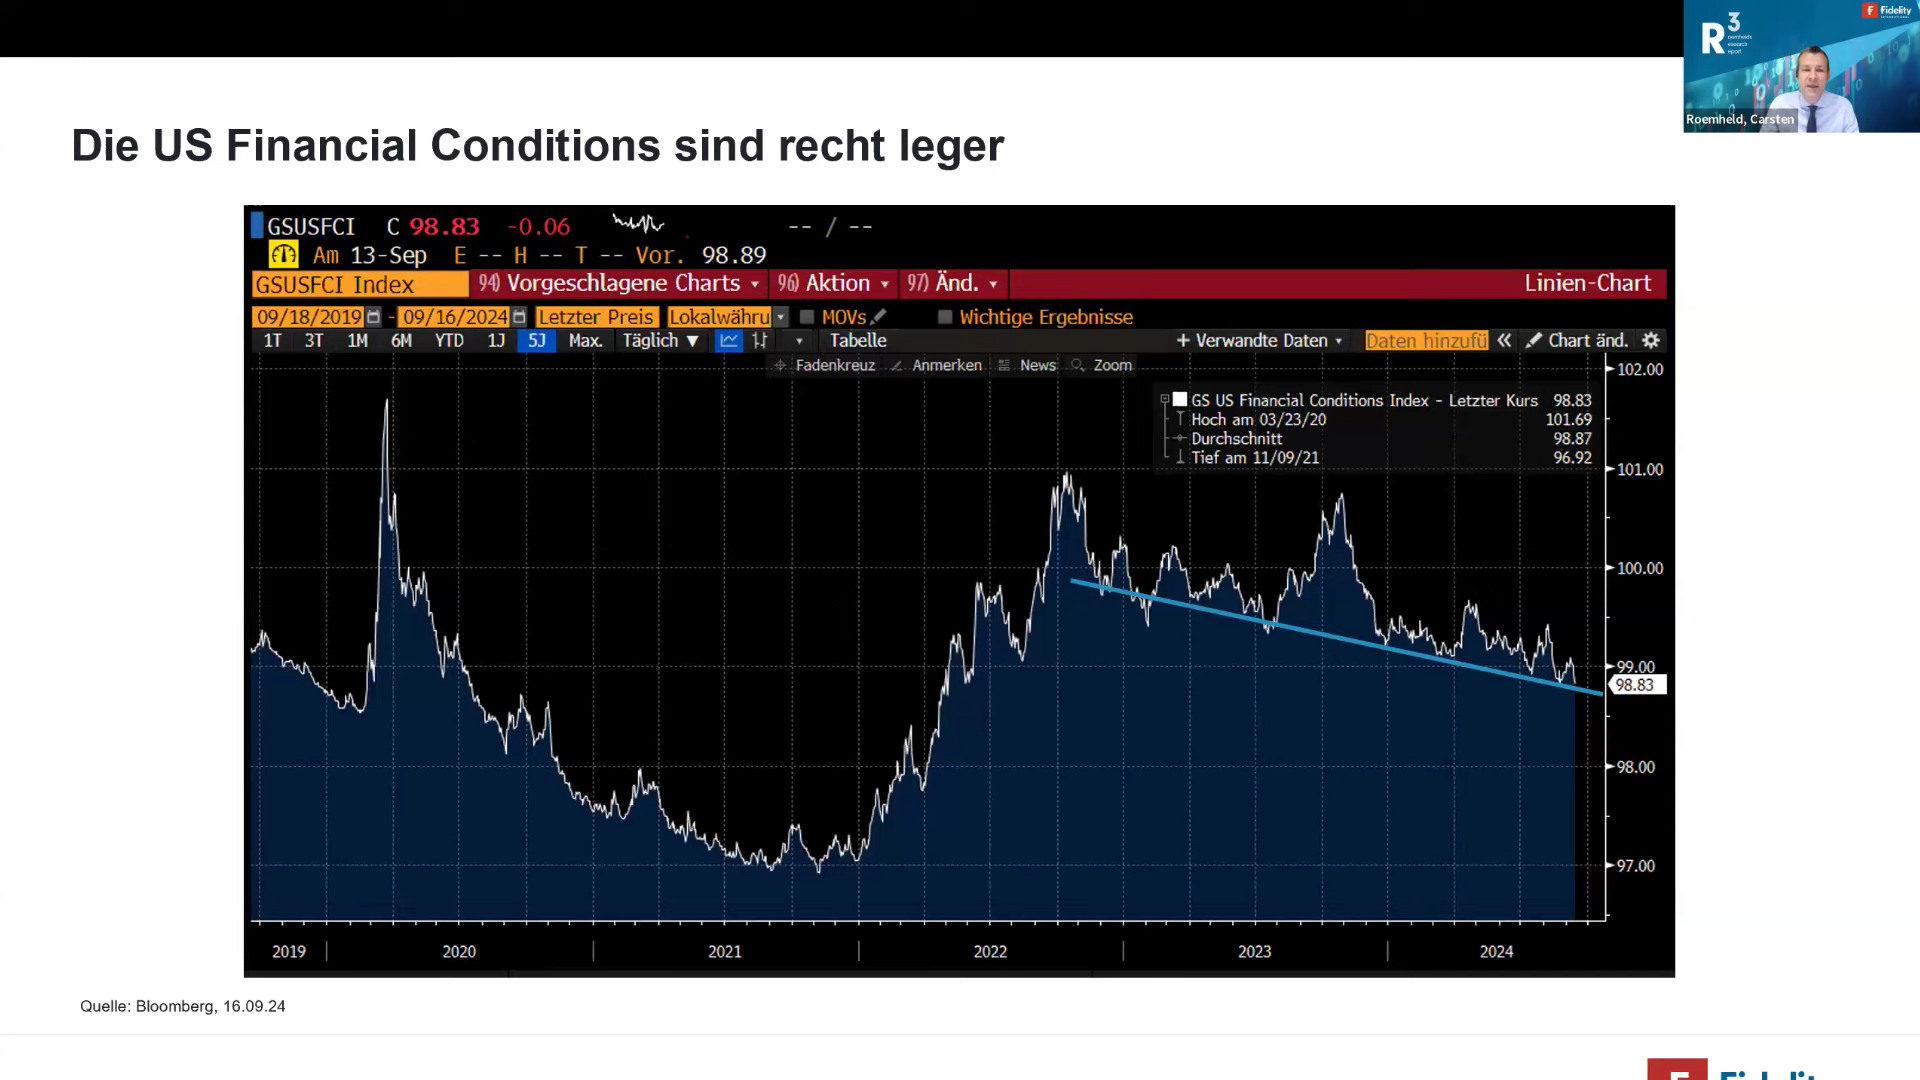 Fidelity
R3
Roemheld, Carsten
Die US Financial Conditions sind recht leger
GSUSFCI C 98.83 -0.06 -- / --
Am 13-Sep E -- H -- T -- Vor. 98.89
GSUSFCI Index 94) Vorgeschlagene Charts 96) Aktion 97) Änd. Linien-Chart
09/18/2019 - 09/16/2024 Letzter Preis Lokalwähru MOVs Wichtige Ergebnisse
1T 3T 1M 6M YTD 1J 5J Max. Täglich ▼ Tabelle + Verwandte Daten Daten hinzufü « Chart änd.
Fadenkreuz Anmerken News Zoom
GS US Financial Conditions Index - Letzter Kurs 98.83
Hoch am 03/23/20 101.69
Durchschnitt 98.87
Tief am 11/09/21 96.92
102.00
101.00
100.00
99.00
98.83
98.00
97.00
2019 2020 2021 2022 2023 2024
Quelle: Bloomberg, 16.09.24